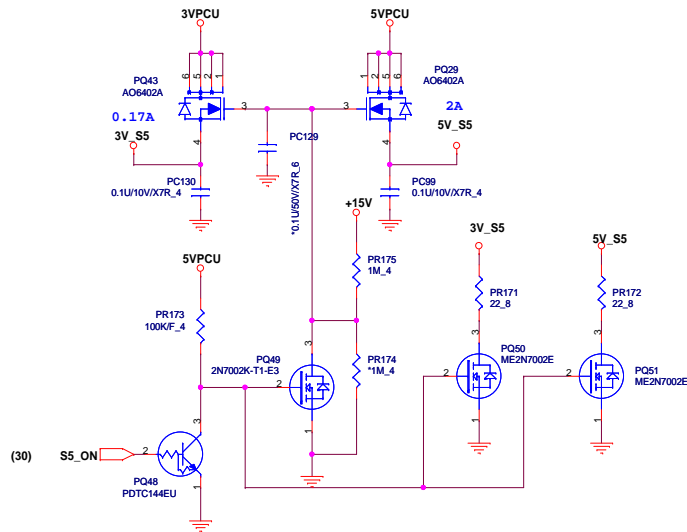 3VPCU
5VPCU
6
5
2
1
1
2
5
6
PQ43
AO6402A
PQ29
AO6402A
0.17A
2A
3
3
4
4
3V_S5
5V_S5
PC129
*0.1U/50V/X7R_6
PC130
0.1U/10V/X7R_4
PC99
0.1U/10V/X7R_4
+15V
5VPCU
3V_S5
5V_S5
PR175
1M_4
PR171
22_8
PR172
22_8
PR173
100K/F_4
PQ49
2N7002K-T1-E3
3
2
1
PR174
*1M_4
PQ50
ME2N7002E
3
2
1
PQ51
ME2N7002E
3
2
1
(30)
S5_ON
2
3
1
PQ48
PDTC144EU